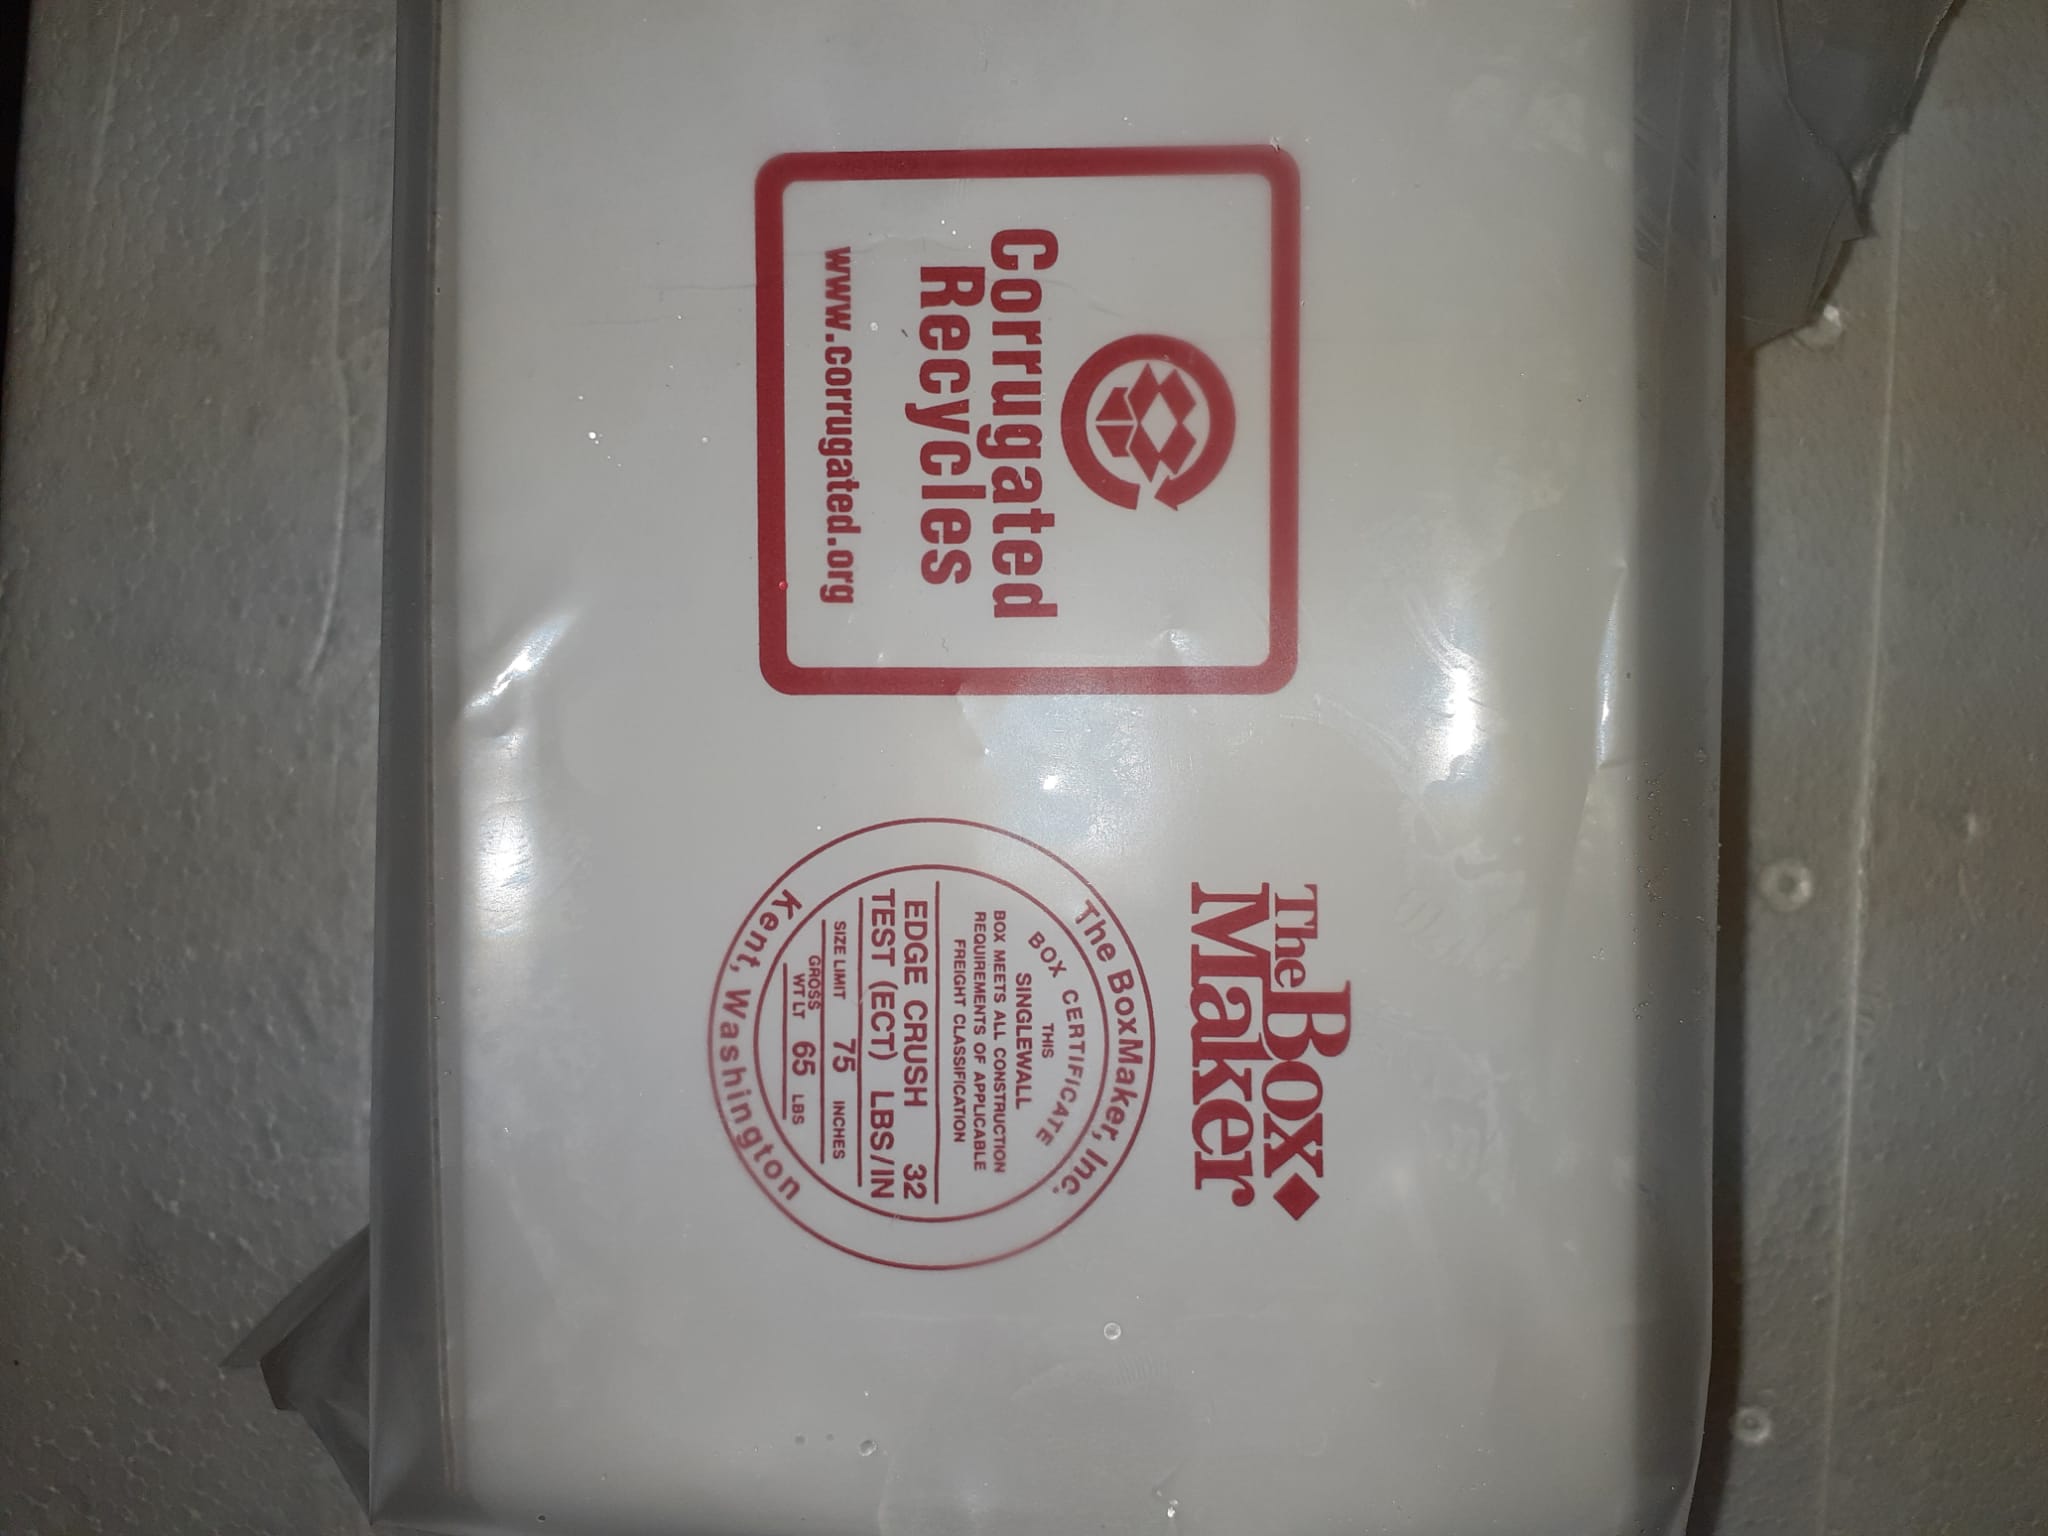 Corrugated
Recycles
www.corrugated.org
The Box
Maker
The BoxMaker, Inc.
BOX CERTIFICATE
THIS
SINGLEWALL
BOX MEETS ALL CONSTRUCTION
REQUIREMENTS OF APPLICABLE
FREIGHT CLASSIFICATION
EDGE CRUSH 32
TEST (ECT) LBS/IN
SIZE LIMIT 75 INCHES
GROSS
WT LT 65 LBS
Kent, Washington